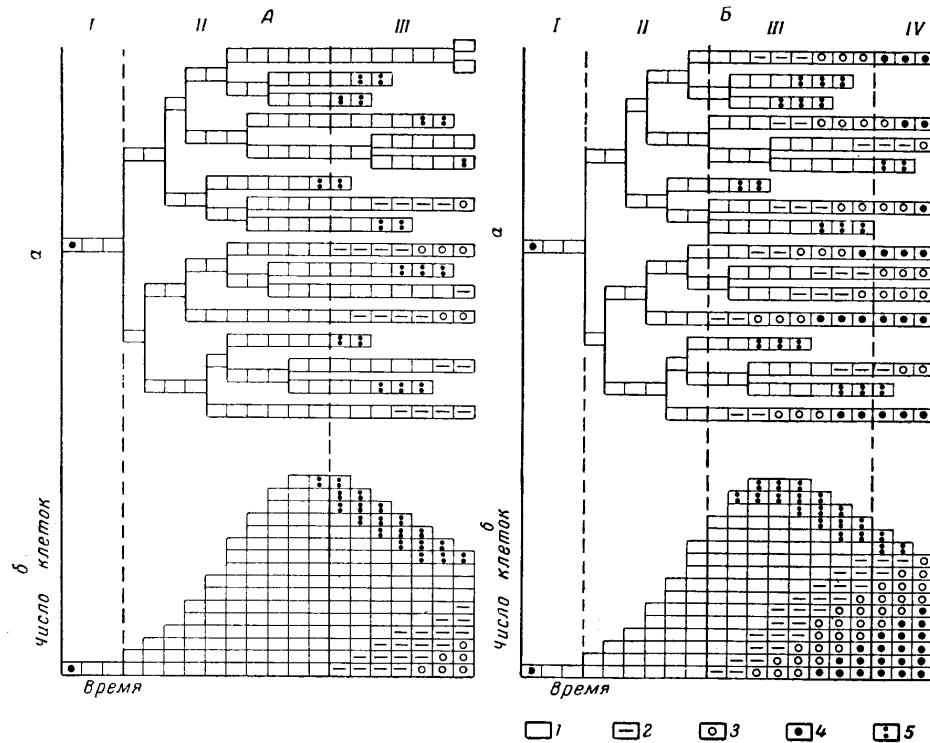 А
I II III
а
б
Число клеток
время
Б
I II III IV
а
б
Число клеток
время
1 2 3 4 5